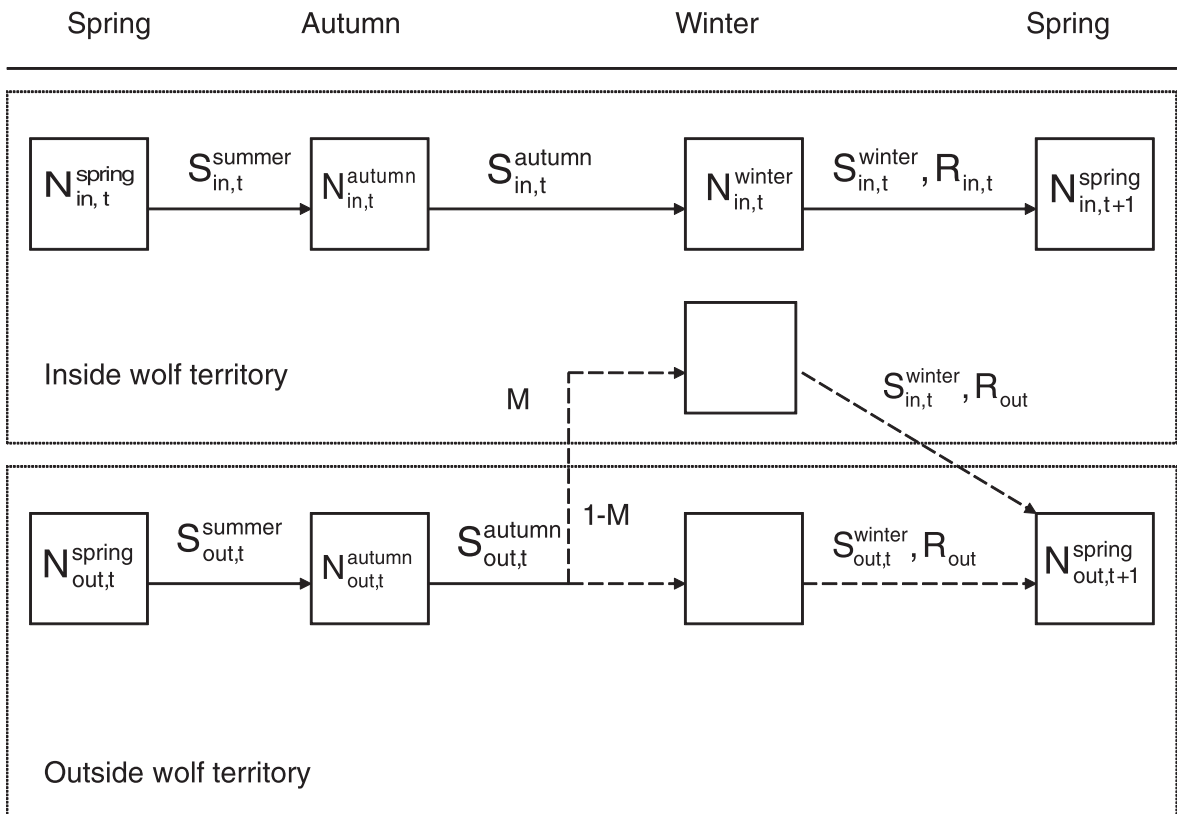 Spring Autumn Winter Spring
N^spring_in, t S^summer_in,t N^autumn_in,t S^autumn_in,t N^winter_in,t S^winter_in,t , R_in,t N^spring_in,t+1
Inside wolf territory
M
S^winter_in,t , R_out
N^spring_out,t S^summer_out,t N^autumn_out,t S^autumn_out,t 1-M S^winter_out,t , R_out N^spring_out,t+1
Outside wolf territory